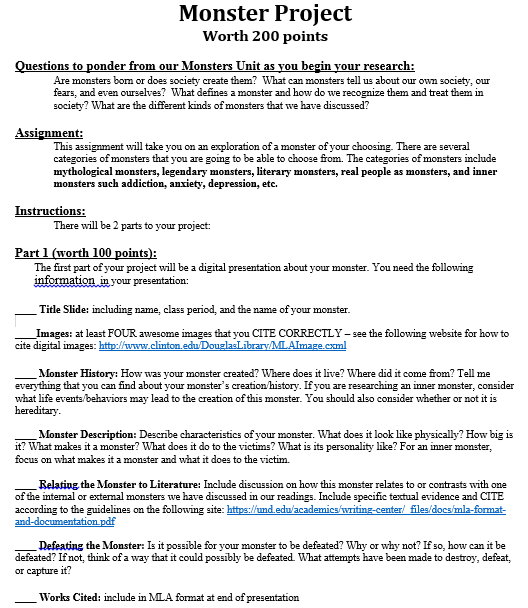 Monster Project
Worth 200 points
Questions to ponder from our Monsters Unit as you begin your research:
Are monsters born or does society create them? What can monsters tell us about our own society, our
fears, and even ourselves? What defines a monster and how do we recognize them and treat them in
society? What are the different kinds of monsters that we have discussed?
Assignment:
This assignment will take you on an exploration of a monster of your choosing. There are several
categories of monsters that you are going to be able to choose from. The categories of monsters include
mythological monsters, legendary monsters, literary monsters, real people as monsters, and inner
monsters such addiction, anxiety, depression, etc.
Instructions:
There will be 2 parts to your project:
Part 1 (worth 100 points):
The first part of your project will be a digital presentation about your monster. You need the following
information in your presentation:
____ Title Slide: including name, class period, and the name of your monster.
____Images: at least FOUR awesome images that you CITE CORRECTLY – see the following website for how to
cite digital images: http://www.clinton.edu/DouglasLibrary/MLAImage.cxml
____ Monster History: How was your monster created? Where does it live? Where did it come from? Tell me
everything that you can find about your monster's creation/history. If you are researching an inner monster, consider
what life events/behaviors may lead to the creation of this monster. You should also consider whether or not it is
hereditary.
____ Monster Description: Describe characteristics of your monster. What does it look like physically? How big is
it? What makes it a monster? What does it do to the victims? What is its personality like? For an inner monster,
focus on what makes it a monster and what it does to the victim.
____ Relating the Monster to Literature: Include discussion on how this monster relates to or contrasts with one
of the internal or external monsters we have discussed in our readings. Include specific textual evidence and CITE
according to the guidelines on the following site: https://und.edu/academics/writing-center/_files/docs/mla-format-
and-documentation.pdf
____ Defeating the Monster: Is it possible for your monster to be defeated? Why or why not? If so, how can it be
defeated? If not, think of a way that it could possibly be defeated. What attempts have been made to destroy, defeat,
or capture it?
____ Works Cited: include in MLA format at end of presentation